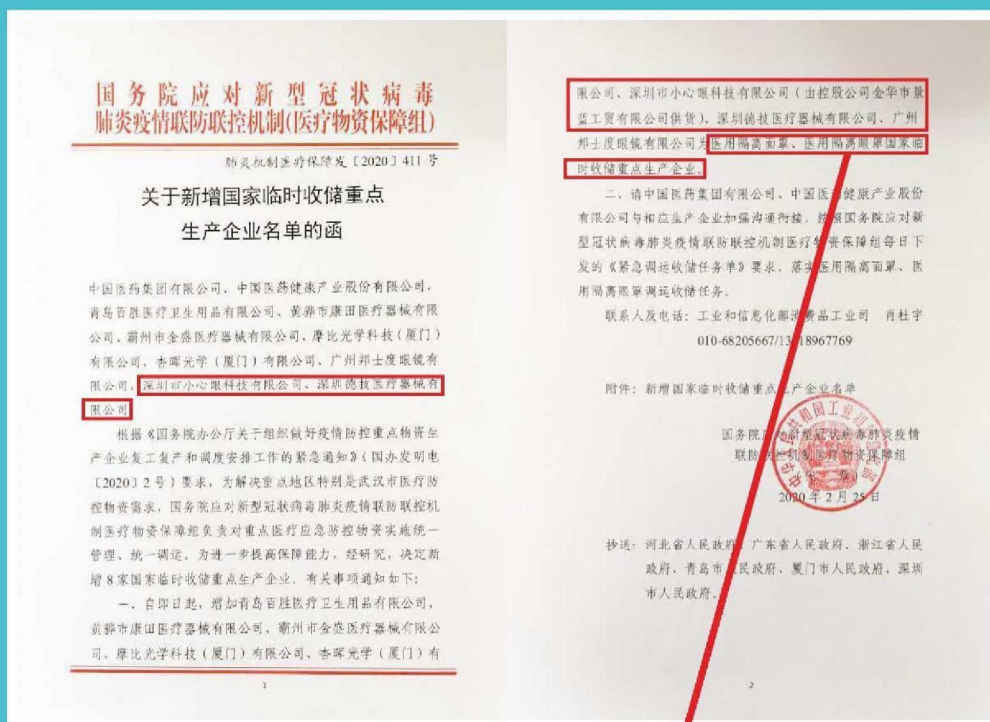 国务院应对新型冠状病毒
肺炎疫情联防联控机制(医疗物资保障组)
肺炎机制医疗保障发〔2020〕411号
关于新增国家临时收储重点
生产企业名单的函
中国医药集团有限公司、中国医药健康产业股份有限公司、
青岛百胜医疗卫生用品有限公司、黄骅市康田医疗器械有限
公司、霸州市金盛医疗器械有限公司、摩比光学科技(厦门)
有限公司、杏晖光学(厦门)有限公司、广州邦士度眼镜有
限公司、深圳市小心眼科技有限公司、深圳德技医疗器械有
限公司
根据《国务院办公厅关于组织做好疫情防控重点物资生
产企业复工复产和调度安排工作的紧急通知》(国办发明电
〔2020〕2号)要求,为解决重点地区特别是武汉市医疗防
控物资需求,国务院应对新型冠状病毒肺炎疫情联防联控机
制医疗物资保障组负责对重点医疗应急防控物资实施统一
管理、统一调运。为进一步提高保障能力,经研究,决定新
增8家国家临时收储重点生产企业,有关事项通知如下:
一、自即日起,增加青岛百胜医疗卫生用品有限公司、
黄骅市康田医疗器械有限公司、霸州市金盛医疗器械有限公
司、摩比光学科技(厦门)有限公司、杏晖光学(厦门)有
1
限公司、深圳市小心眼科技有限公司(由控股公司金华市景
益工贸有限公司供货)、深圳德技医疗器械有限公司、广州
邦士度眼镜有限公司为医用隔离面罩、医用隔离眼罩国家临
时收储重点生产企业。
二、请中国医药集团有限公司、中国医药健康产业股份
有限公司与相应生产企业加强沟通衔接,按照国务院应对新
型冠状病毒肺炎疫情联防联控机制医疗物资保障组每日下
发的《紧急调运收储任务单》要求,落实医用隔离面罩、医
用隔离眼罩调运收储任务。
联系人及电话:工业和信息化部消费品工业司 肖杜宇
010-68205667/13 18967769
附件:新增国家临时收储重点生产企业名单
国务院应对新型冠状病毒肺炎疫情
联防联控机制医疗物资保障组
2020年2月25日
抄送:河北省人民政府、广东省人民政府、浙江省人民
政府、青岛市人民政府、厦门市人民政府、深圳
市人民政府。
2